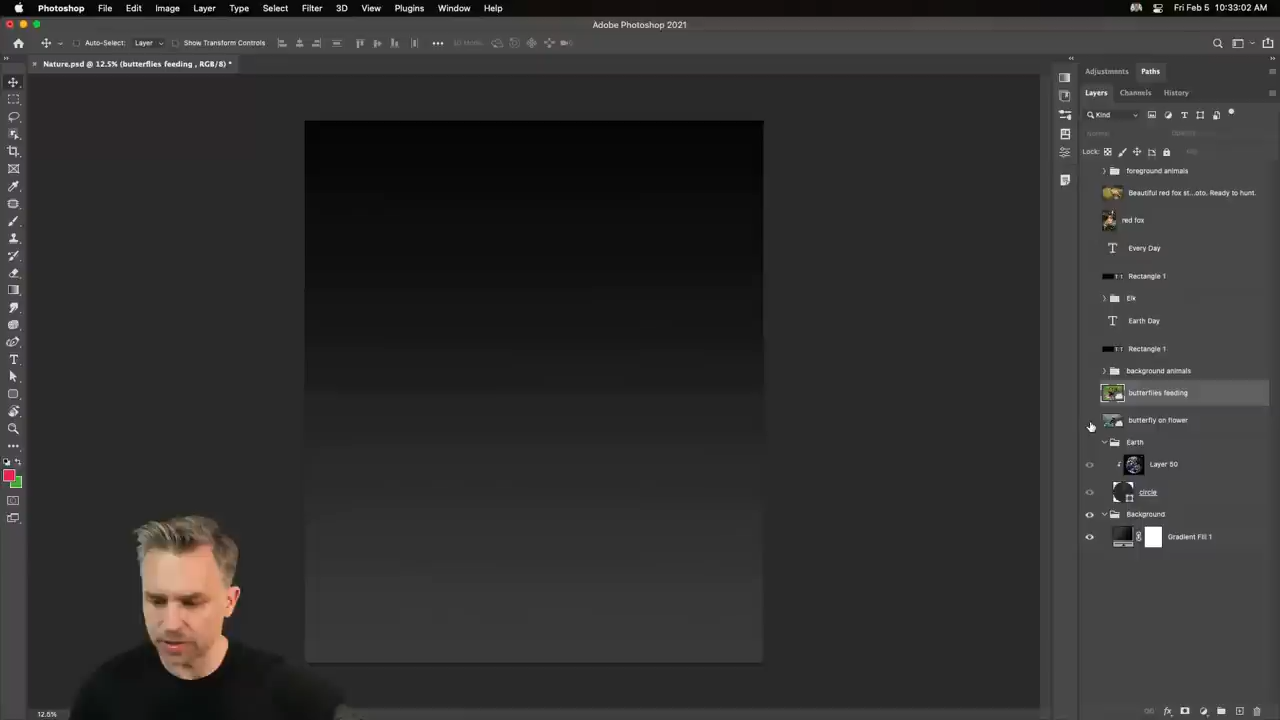 Photoshop File Edit Image Layer Type Select Filter 3D View Plugins Window Help Fri Feb 5 10:33:02 AM
Adobe Photoshop 2021
Auto-Select: Layer Show Transform Controls
Nature.psd @ 12.5% (butterflies feeding , RGB/8) *
Adjustments Paths
Layers Channels History
Kind
Lock:
foreground animals
Beautiful red fox st...oto. Ready to hunt.
red fox
Every Day
Rectangle 1
Elk
Earth Day
Rectangle 1
background animals
butterflies feeding
butterfly on flower
Earth
Layer 50
circle
Background
Gradient Fill 1
12.5%